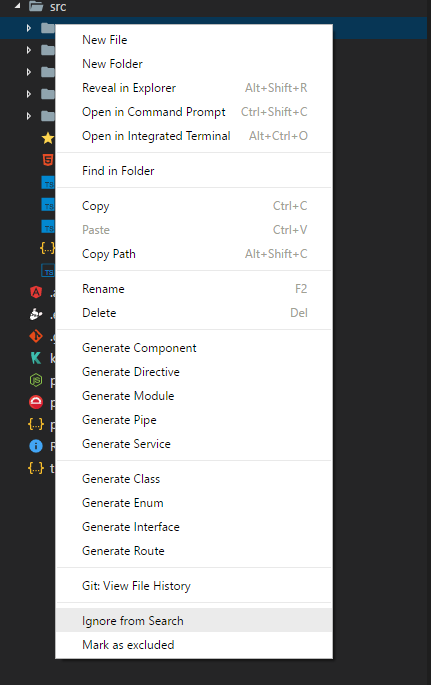 src
New File
New Folder
Reveal in Explorer Alt+Shift+R
Open in Command Prompt Ctrl+Shift+C
Open in Integrated Terminal Alt+Ctrl+O
Find in Folder
Copy Ctrl+C
Paste Ctrl+V
Copy Path Alt+Shift+C
Rename F2
Delete Del
Generate Component
Generate Directive
Generate Module
Generate Pipe
Generate Service
Generate Class
Generate Enum
Generate Interface
Generate Route
Git: View File History
Ignore from Search
Mark as excluded